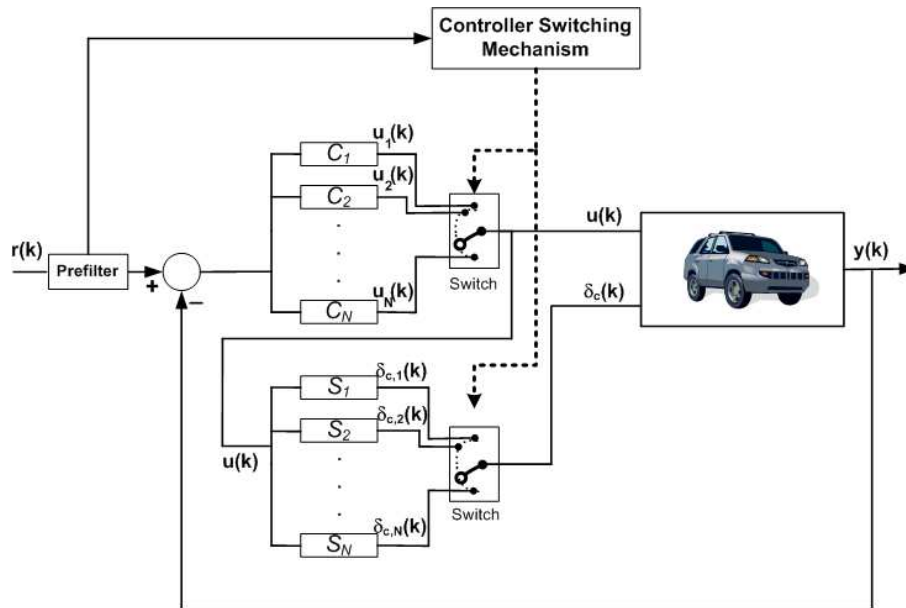 Controller Switching
Mechanism
r(k)
Prefilter
+
−
C1
u1(k)
C2
u2(k)
.
.
.
CN
uN(k)
Switch
u(k)
δc(k)
y(k)
S1
δc,1(k)
S2
δc,2(k)
u(k)
.
.
.
SN
δc,N(k)
Switch